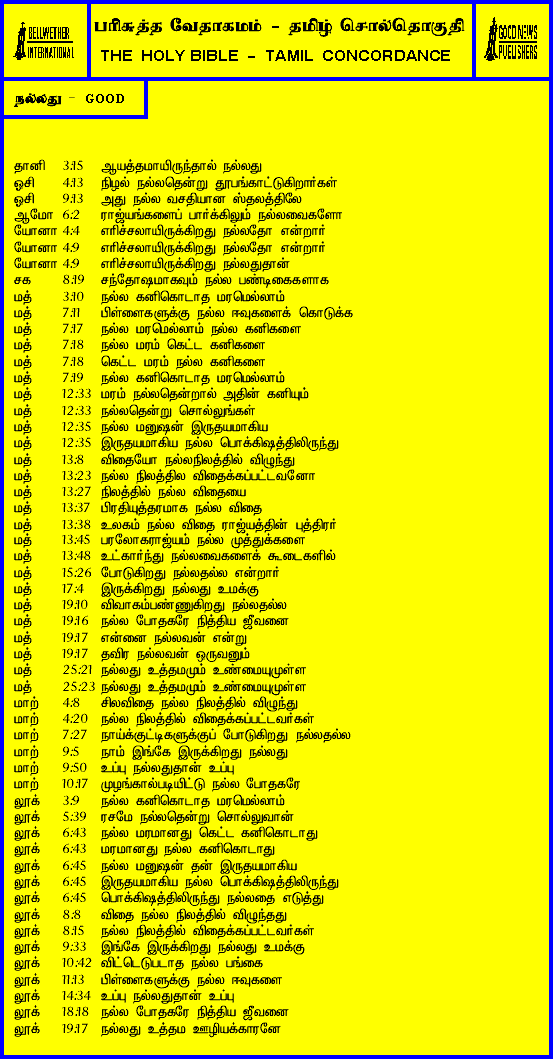 BELLWETHER
INTERNATIONAL
பரிசுத்த வேதாகமம் - தமிழ் சொல்தொகுதி
THE HOLY BIBLE - TAMIL CONCORDANCE
GOOD NEWS
PUBLISHERS
நல்லது - GOOD
தானி 3:15 ஆயத்தமாயிருந்தால் நல்லது
ஓசி 4:13 நிழல் நல்லதென்று தூபங்காட்டுகிறார்கள்
ஓசி 9:13 அது நல்ல வசதியான ஸ்தலத்திலே
ஆமோ 6:2 ராஜ்யங்களைப் பார்க்கிலும் நல்லவைகளோ
யோனா 4:4 எரிச்சலாயிருக்கிறது நல்லதோ என்றார்
யோனா 4:9 எரிச்சலாயிருக்கிறது நல்லதோ என்றார்
யோனா 4:9 எரிச்சலாயிருக்கிறது நல்லதுதான்
சக 8:19 சந்தோஷமாகவும் நல்ல பண்டிகைகளாக
மத் 3:10 நல்ல கனிகொடாத மரமெல்லாம்
மத் 7:11 பிள்ளைகளுக்கு நல்ல ஈவுகளைக் கொடுக்க
மத் 7:17 நல்ல மரமெல்லாம் நல்ல கனிகளை
மத் 7:18 நல்ல மரம் கெட்ட கனிகளை
மத் 7:18 கெட்ட மரம் நல்ல கனிகளை
மத் 7:19 நல்ல கனிகொடாத மரமெல்லாம்
மத் 12:33 மரம் நல்லதென்றால் அதின் கனியும்
மத் 12:33 நல்லதென்று சொல்லுங்கள்
மத் 12:35 நல்ல மனுஷன் இருதயமாகிய
மத் 12:35 இருதயமாகிய நல்ல பொக்கிஷத்திலிருந்து
மத் 13:8 விதையோ நல்லநிலத்தில் விழுந்து
மத் 13:23 நல்ல நிலத்தில விதைக்கப்பட்டவனோ
மத் 13:27 நிலத்தில் நல்ல விதையை
மத் 13:37 பிரதியுத்தரமாக நல்ல விதை
மத் 13:38 உலகம் நல்ல விதை ராஜ்யத்தின் புத்திரர்
மத் 13:45 பரலோகராஜ்யம் நல்ல முத்துக்களை
மத் 13:48 உட்கார்ந்து நல்லவைகளைக் கூடைகளில்
மத் 15:26 போடுகிறது நல்லதல்ல என்றார்
மத் 17:4 இருக்கிறது நல்லது உமக்கு
மத் 19:10 விவாகம்பண்ணுகிறது நல்லதல்ல
மத் 19:16 நல்ல போதகரே நித்திய ஜீவனை
மத் 19:17 என்னை நல்லவன் என்று
மத் 19:17 தவிர நல்லவன் ஒருவனும்
மத் 25:21 நல்லது உத்தமமும் உண்மையுமுள்ள
மத் 25:23 நல்லது உத்தமமும் உண்மையுமுள்ள
மாற் 4:8 சிலவிதை நல்ல நிலத்தில் விழுந்து
மாற் 4:20 நல்ல நிலத்தில் விதைக்கப்பட்டவர்கள்
மாற் 7:27 நாய்க்குட்டிகளுக்குப் போடுகிறது நல்லதல்ல
மாற் 9:5 நாம் இங்கே இருக்கிறது நல்லது
மாற் 9:50 உப்பு நல்லதுதான் உப்பு
மாற் 10:17 முழங்கால்படியிட்டு நல்ல போதகரே
லூக் 3:9 நல்ல கனிகொடாத மரமெல்லாம்
லூக் 5:39 ரசமே நல்லதென்று சொல்லுவான்
லூக் 6:43 நல்ல மரமானது கெட்ட கனிகொடாது
லூக் 6:43 மரமானது நல்ல கனிகொடாது
லூக் 6:45 நல்ல மனுஷன் தன் இருதயமாகிய
லூக் 6:45 இருதயமாகிய நல்ல பொக்கிஷத்திலிருந்து
லூக் 6:45 பொக்கிஷத்திலிருந்து நல்லதை எடுத்து
லூக் 8:8 விதை நல்ல நிலத்தில் விழுந்தது
லூக் 8:15 நல்ல நிலத்தில் விதைக்கப்பட்டவர்கள்
லூக் 9:33 இங்கே இருக்கிறது நல்லது உமக்கு
லூக் 10:42 விட்டெடுபடாத நல்ல பங்கை
லூக் 11:13 பிள்ளைகளுக்கு நல்ல ஈவுகளை
லூக் 14:34 உப்பு நல்லதுதான் உப்பு
லூக் 18:18 நல்ல போதகரே நித்திய ஜீவனை
லூக் 19:17 நல்லது உத்தம ஊழியக்காரனே